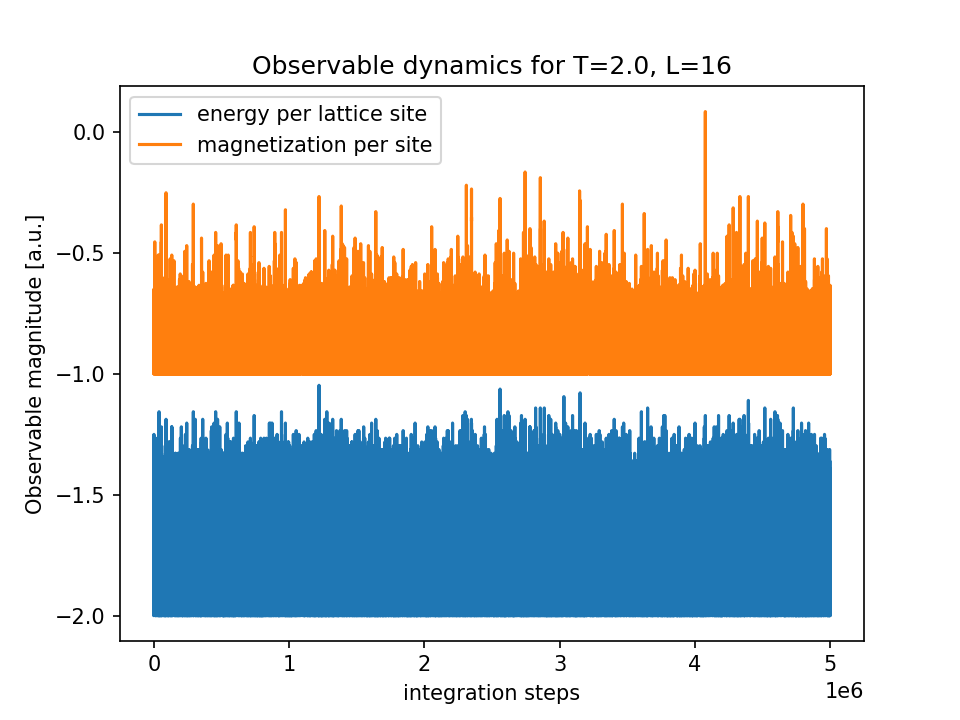 Observable dynamics for T=2.0, L=16
energy per lattice site
magnetization per site
Observable magnitude [a.u.]
0.0
−0.5
−1.0
−1.5
−2.0
0 1 2 3 4 5
1e6
integration steps